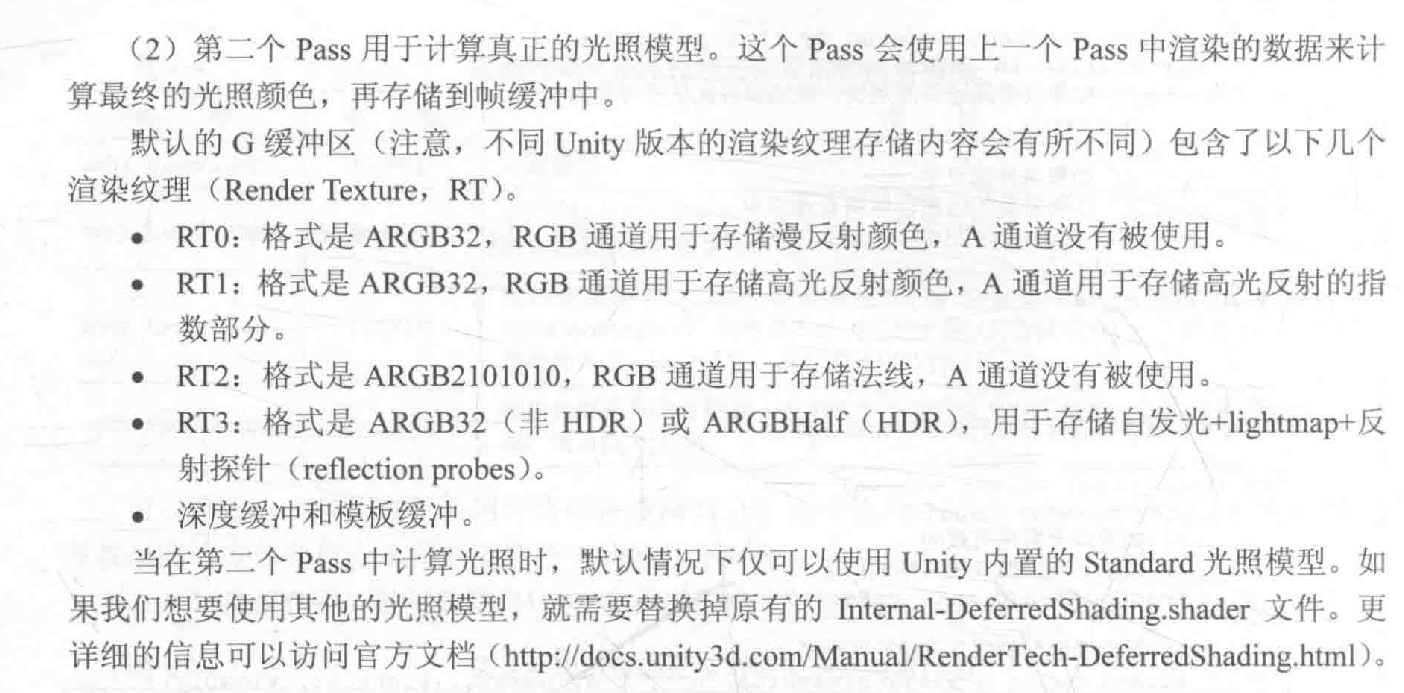 （2）第二个 Pass 用于计算真正的光照模型。这个 Pass 会使用上一个 Pass 中渲染的数据来计
算最终的光照颜色，再存储到帧缓冲中。
默认的 G 缓冲区（注意，不同 Unity 版本的渲染纹理存储内容会有所不同）包含了以下几个
渲染纹理（Render Texture，RT）。
• RT0：格式是 ARGB32，RGB 通道用于存储漫反射颜色，A 通道没有被使用。
• RT1：格式是 ARGB32，RGB 通道用于存储高光反射颜色，A 通道用于存储高光反射的指
数部分。
• RT2：格式是 ARGB2101010，RGB 通道用于存储法线，A 通道没有被使用。
• RT3：格式是 ARGB32（非 HDR）或 ARGBHalf（HDR），用于存储自发光+lightmap+反
射探针（reflection probes）。
• 深度缓冲和模板缓冲。
当在第二个 Pass 中计算光照时，默认情况下仅可以使用 Unity 内置的 Standard 光照模型。如
果我们想要使用其他的光照模型，就需要替换掉原有的 Internal-DeferredShading.shader 文件。更
详细的信息可以访问官方文档（http://docs.unity3d.com/Manual/RenderTech-DeferredShading.html）。